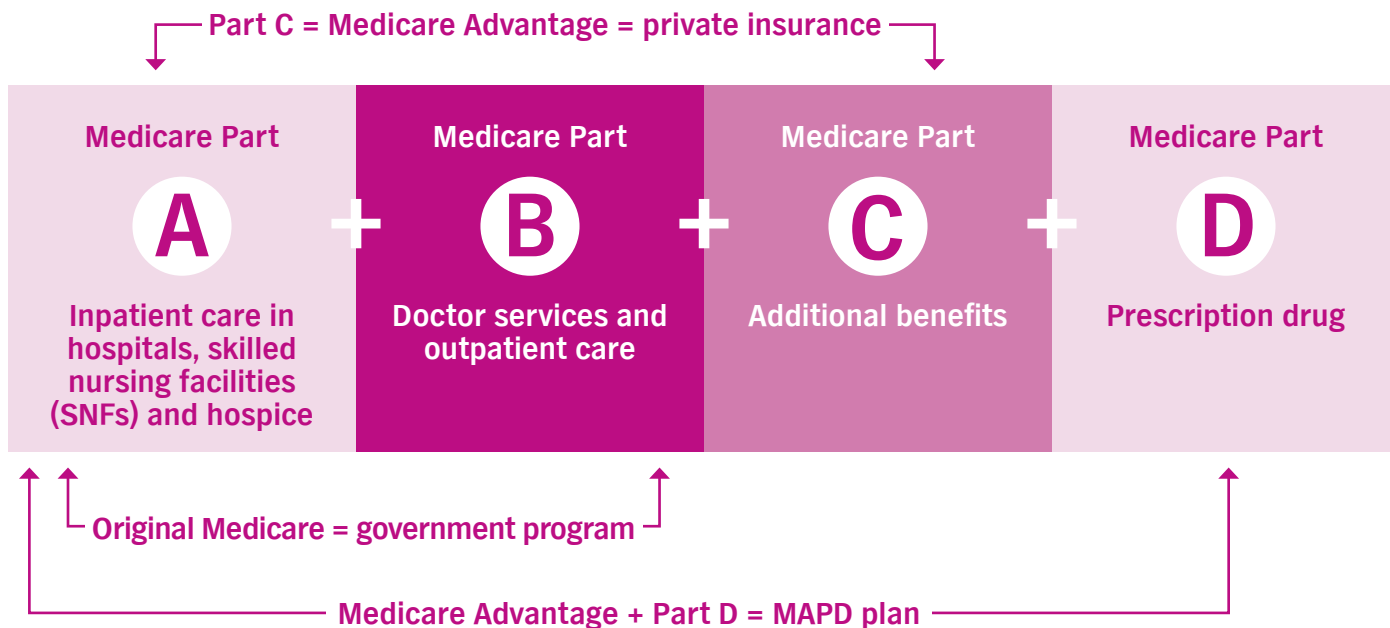 Part C = Medicare Advantage = private insurance
Medicare Part
A
Inpatient care in
hospitals, skilled
nursing facilities
(SNFs) and hospice
+
Medicare Part
B
Doctor services and
outpatient care
+
Medicare Part
C
Additional benefits
+
Medicare Part
D
Prescription drug
Original Medicare = government program
Medicare Advantage + Part D = MAPD plan